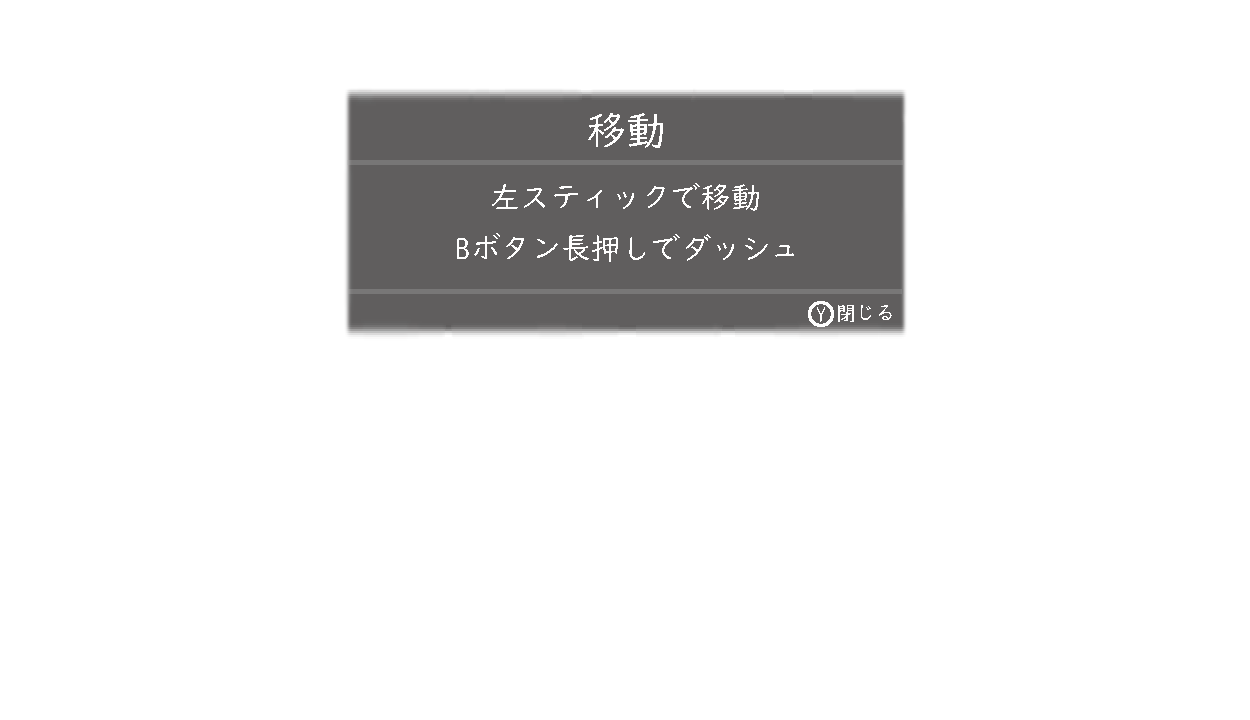 移動
左スティックで移動
Bボタン長押しでダッシュ
Ⓨ閉じる